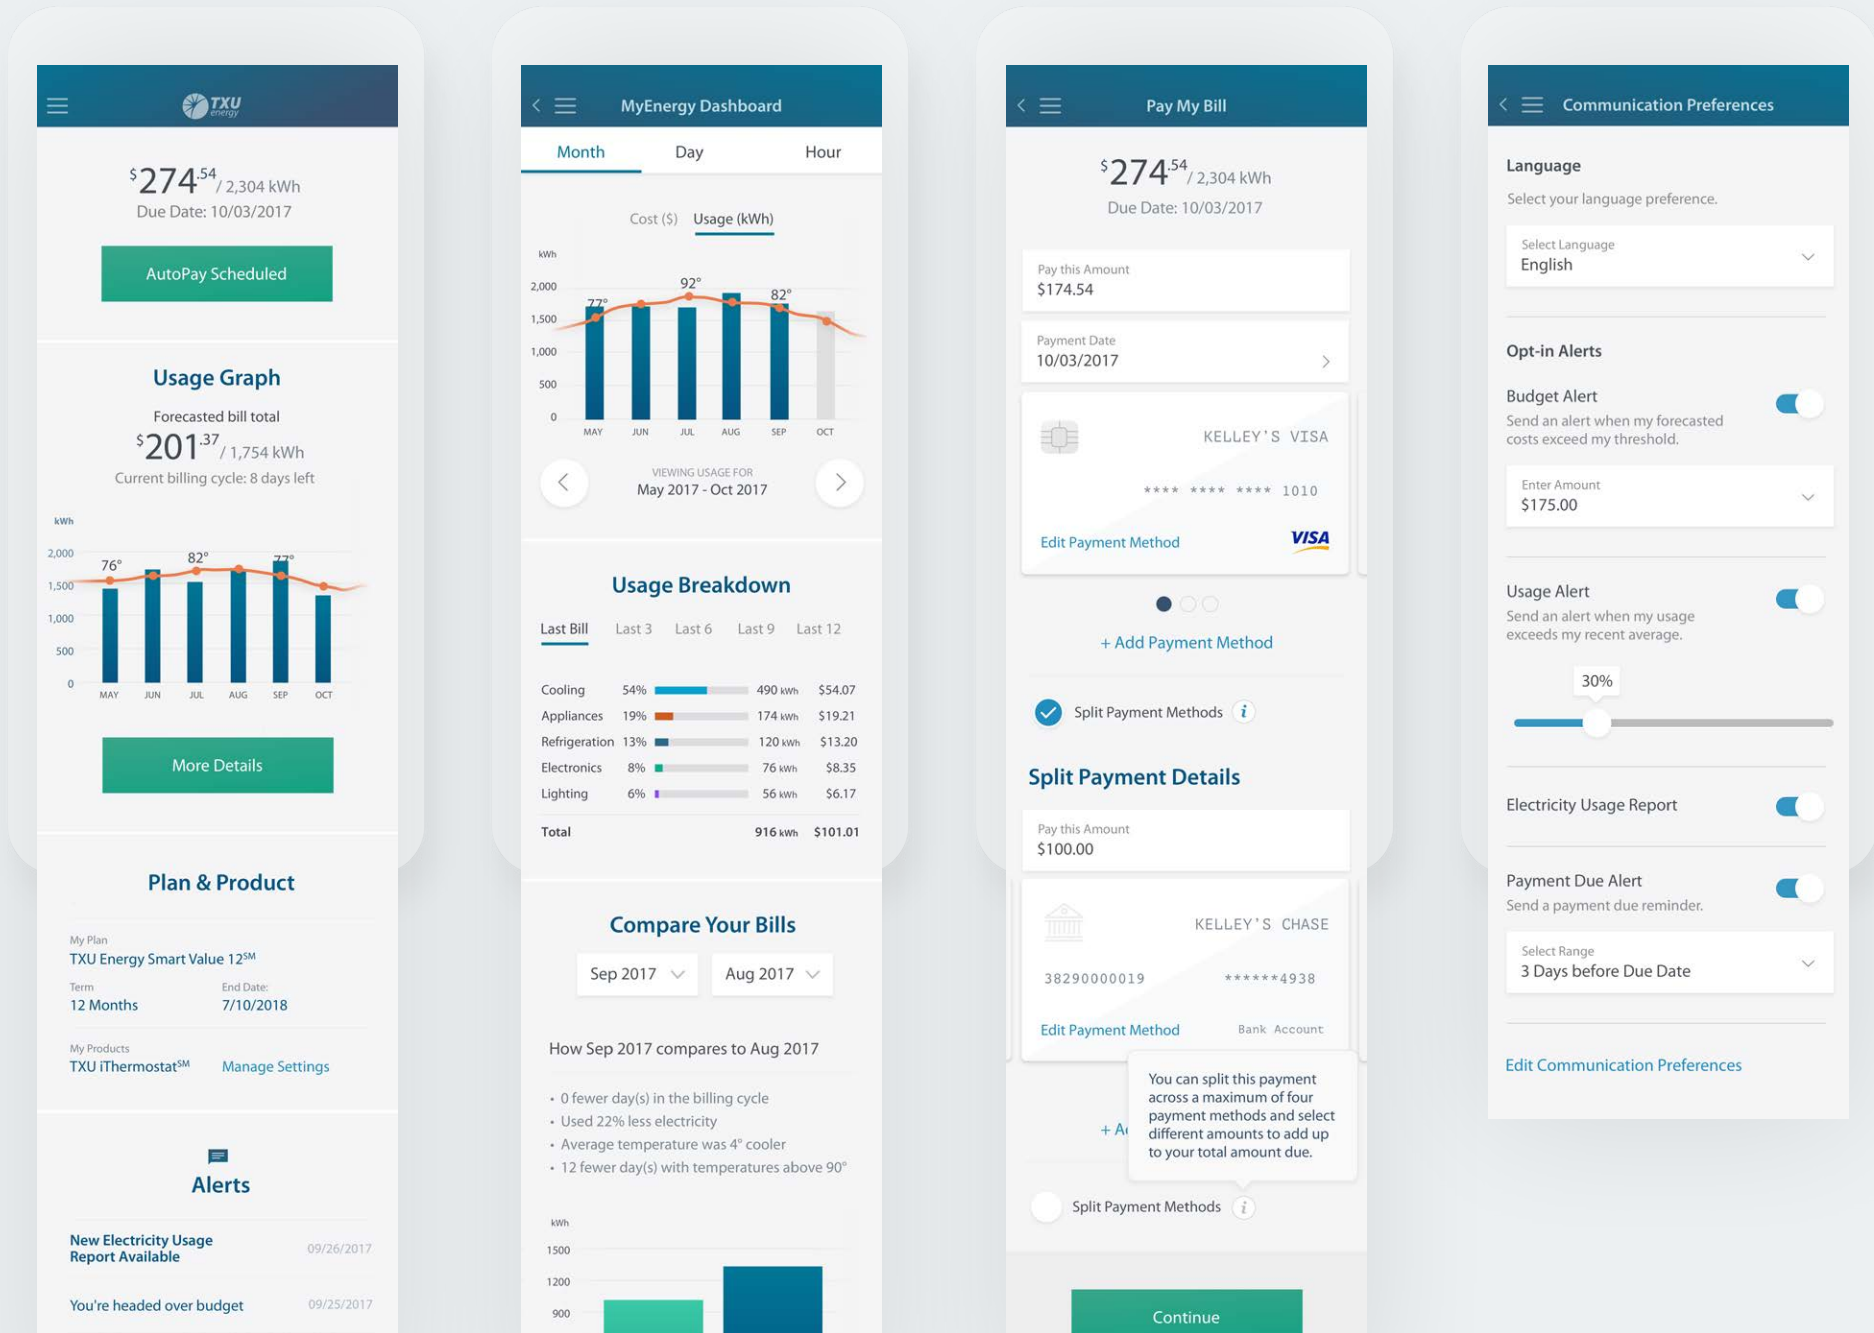 TXU
energy
$274.54 / 2,304 kWh
Due Date: 10/03/2017
AutoPay Scheduled
Usage Graph
Forecasted bill total
$201.37 / 1,754 kWh
Current billing cycle: 8 days left
kWh
2,000
1,500
1,000
500
0
76°
82°
77°
MAY JUN JUL AUG SEP OCT
More Details
Plan & Product
My Plan
TXU Energy Smart Value 12SM
Term End Date:
12 Months 7/10/2018
My Products
TXU iThermostatSM Manage Settings
Alerts
New Electricity Usage
Report Available 09/26/2017
You're headed over budget 09/25/2017
MyEnergy Dashboard
Month Day Hour
Cost ($) Usage (kWh)
kWh
2,000
1,500
1,000
500
0
77°
92°
82°
MAY JUN JUL AUG SEP OCT
VIEWING USAGE FOR
May 2017 - Oct 2017
Usage Breakdown
Last Bill Last 3 Last 6 Last 9 Last 12
Cooling 54% 490 kWh $54.07
Appliances 19% 174 kWh $19.21
Refrigeration 13% 120 kWh $13.20
Electronics 8% 76 kWh $8.35
Lighting 6% 56 kWh $6.17
Total 916 kWh $101.01
Compare Your Bills
Sep 2017 Aug 2017
How Sep 2017 compares to Aug 2017
• 0 fewer day(s) in the billing cycle
• Used 22% less electricity
• Average temperature was 4° cooler
• 12 fewer day(s) with temperatures above 90°
kWh
1500
1200
900
Pay My Bill
$274.54 / 2,304 kWh
Due Date: 10/03/2017
Pay this Amount
$174.54
Payment Date
10/03/2017
KELLEY'S VISA
**** **** **** 1010
Edit Payment Method VISA
+ Add Payment Method
Split Payment Methods i
Split Payment Details
Pay this Amount
$100.00
KELLEY'S CHASE
38290000019 ******4938
Edit Payment Method Bank Account
You can split this payment
across a maximum of four
payment methods and select
different amounts to add up
to your total amount due.
+ A
Split Payment Methods i
Continue
Communication Preferences
Language
Select your language preference.
Select Language
English
Opt-in Alerts
Budget Alert
Send an alert when my forecasted
costs exceed my threshold.
Enter Amount
$175.00
Usage Alert
Send an alert when my usage
exceeds my recent average.
30%
Electricity Usage Report
Payment Due Alert
Send a payment due reminder.
Select Range
3 Days before Due Date
Edit Communication Preferences